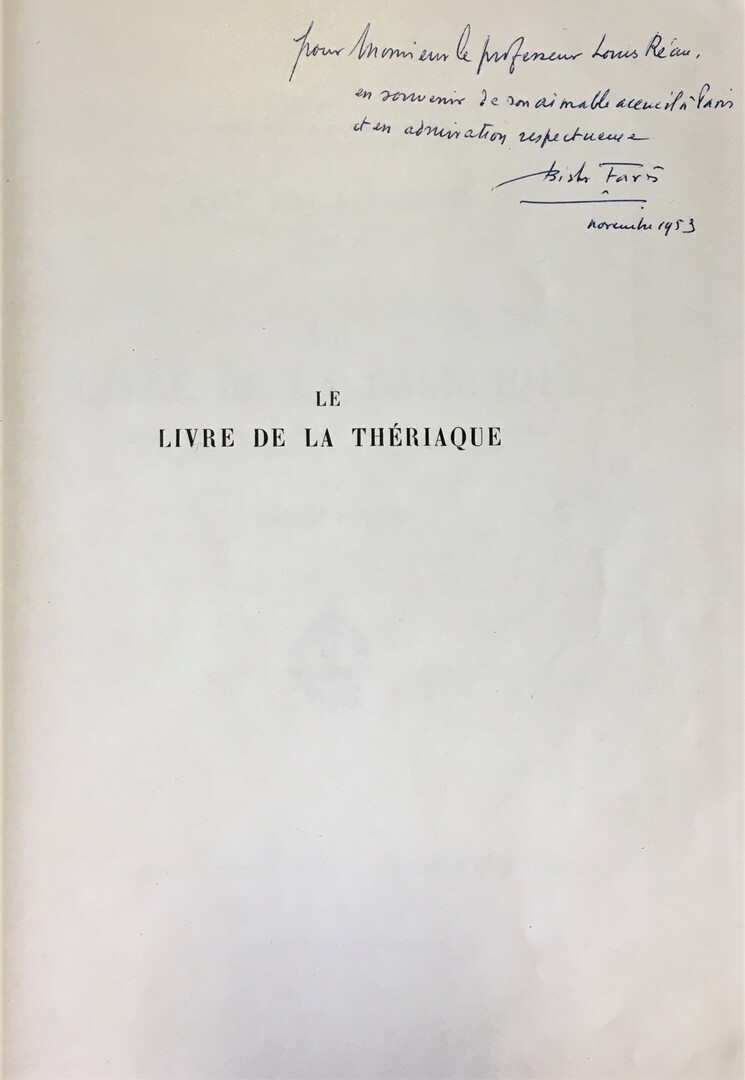 pour Monsieur le professeur Louis Réau,
en souvenir de son aimable accueil à Paris
et en admiration respectueuse
Bishr Farès
novembre 1953
LE
LIVRE DE LA THÉRIAQUE